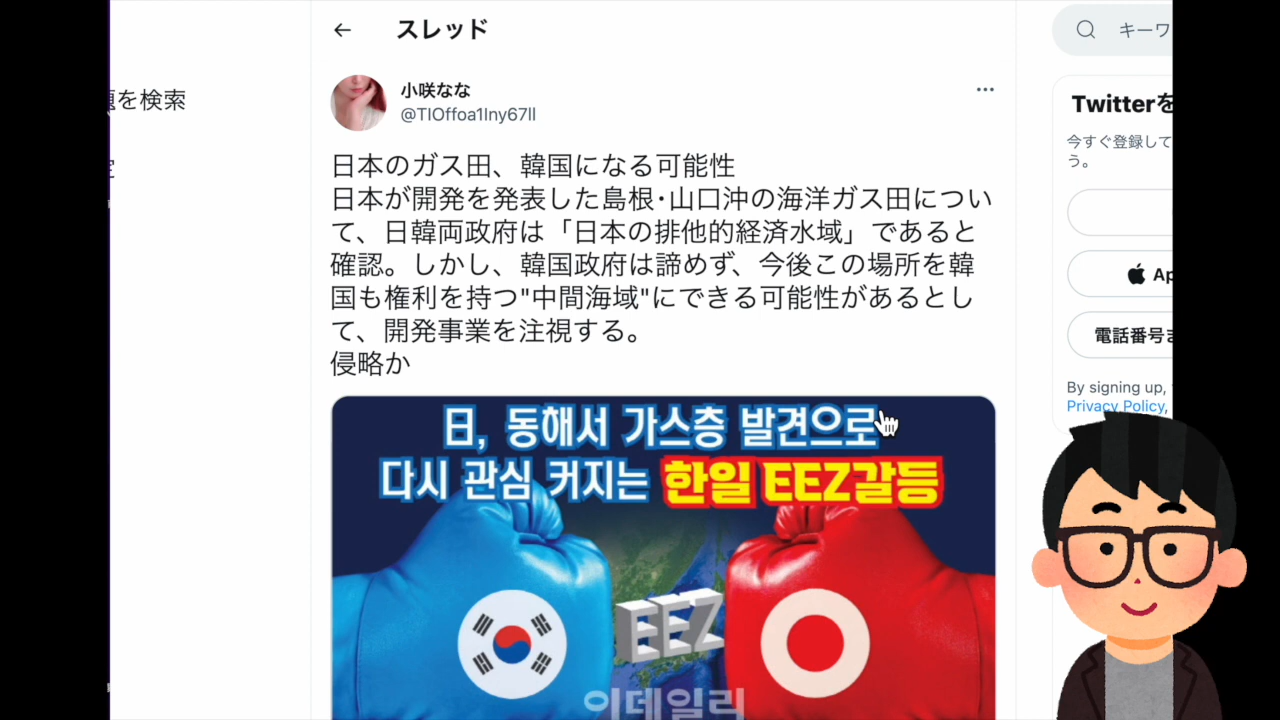 スレッド
キーワ
を検索
小咲なな
@TIOffoa1Iny67ll
Twitterを
今すぐ登録して
う。
日本のガス田、韓国になる可能性
日本が開発を発表した島根･山口沖の海洋ガス田につい
て、日韓両政府は「日本の排他的経済水域」であると
確認。しかし、韓国政府は諦めず、今後この場所を韓
国も権利を持つ"中間海域"にできる可能性があるとし
て、開発事業を注視する。
侵略か
Ap
電話番号
By signing up,
Privacy Policy,
日, 동해서 가스층 발견으로
다시 관심 커지는 한일 EEZ갈등
EEZ
이데일리